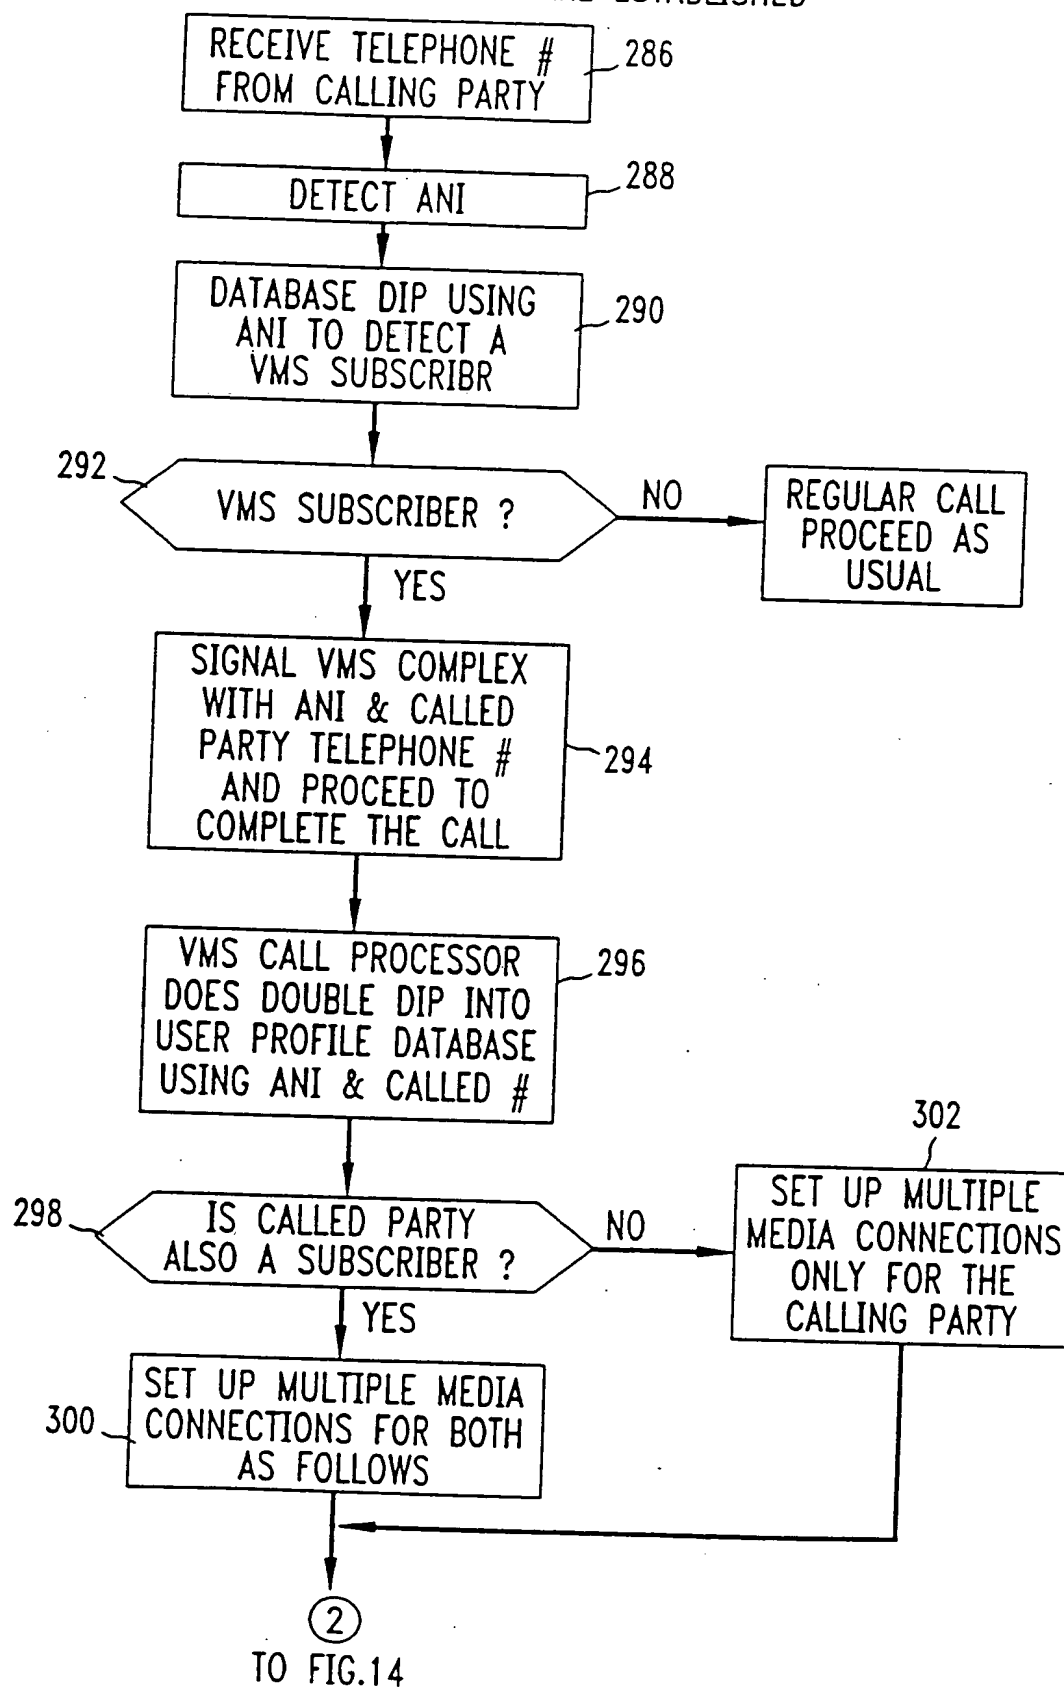 ESTABLISHED
RECEIVE TELEPHONE #
FROM CALLING PARTY
286
DETECT ANI
288
DATABASE DIP USING
ANI TO DETECT A
VMS SUBSCRIBR
290
292
VMS SUBSCRIBER ?
NO
REGULAR CALL
PROCEED AS
USUAL
YES
SIGNAL VMS COMPLEX
WITH ANI & CALLED
PARTY TELEPHONE #
AND PROCEED TO
COMPLETE THE CALL
294
VMS CALL PROCESSOR
DOES DOUBLE DIP INTO
USER PROFILE DATABASE
USING ANI & CALLED #
296
298
IS CALLED PARTY
ALSO A SUBSCRIBER ?
NO
302
SET UP MULTIPLE
MEDIA CONNECTIONS
ONLY FOR THE
CALLING PARTY
YES
300
SET UP MULTIPLE MEDIA
CONNECTIONS FOR BOTH
AS FOLLOWS
2
TO FIG.14